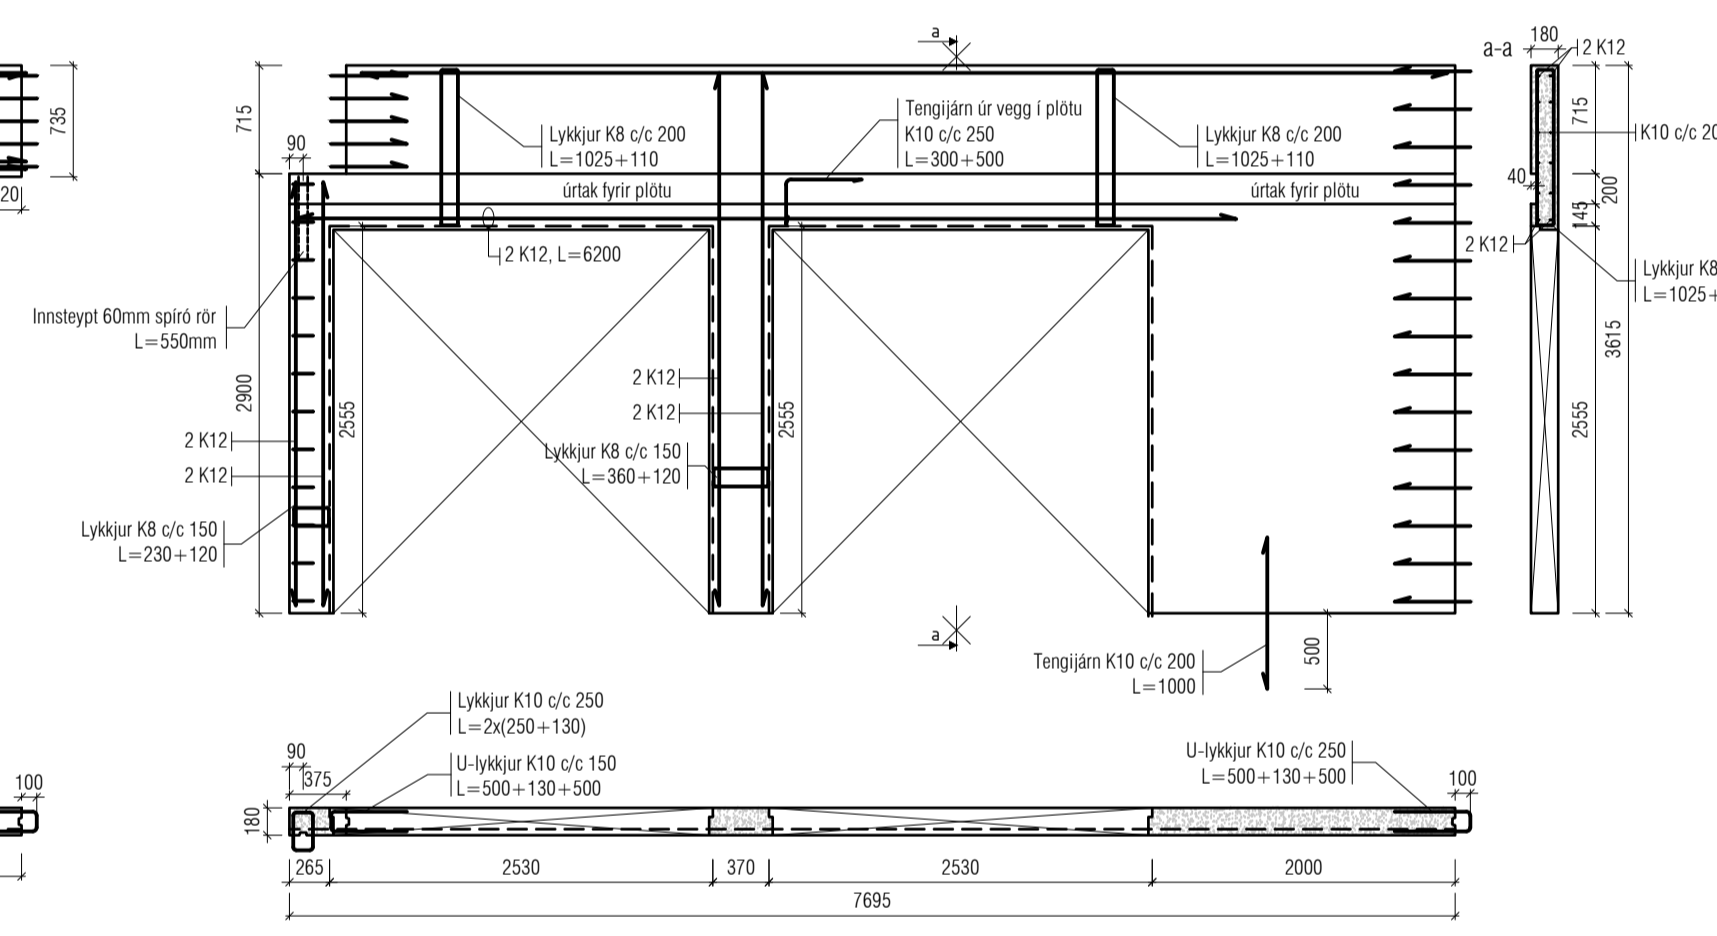 735
20
100
715
90
2900
Lykkjur K8 c/c 200
L=1025+110
a
Tengijárn úr vegg í plötu
K10 c/c 250
L=300+500
Lykkjur K8 c/c 200
L=1025+110
úrtak fyrir plötu
úrtak fyrir plötu
2 K12, L=6200
Innsteypt 60mm spíró rör
L=550mm
2555
2 K12
2 K12
2 K12
2 K12
2555
Lykkjur K8 c/c 150
L=360+120
Lykkjur K8 c/c 150
L=230+120
a
Tengijárn K10 c/c 200
L=1000
500
a-a
180
2 K12
715
K10 c/c 20
40
200
145
2 K12
Lykkjur K8
L=1025+
3615
2555
Lykkjur K10 c/c 250
L=2x(250+130)
90
375
U-lykkjur K10 c/c 150
L=500+130+500
U-lykkjur K10 c/c 250
L=500+130+500
100
180
265
2530
370
2530
2000
7695